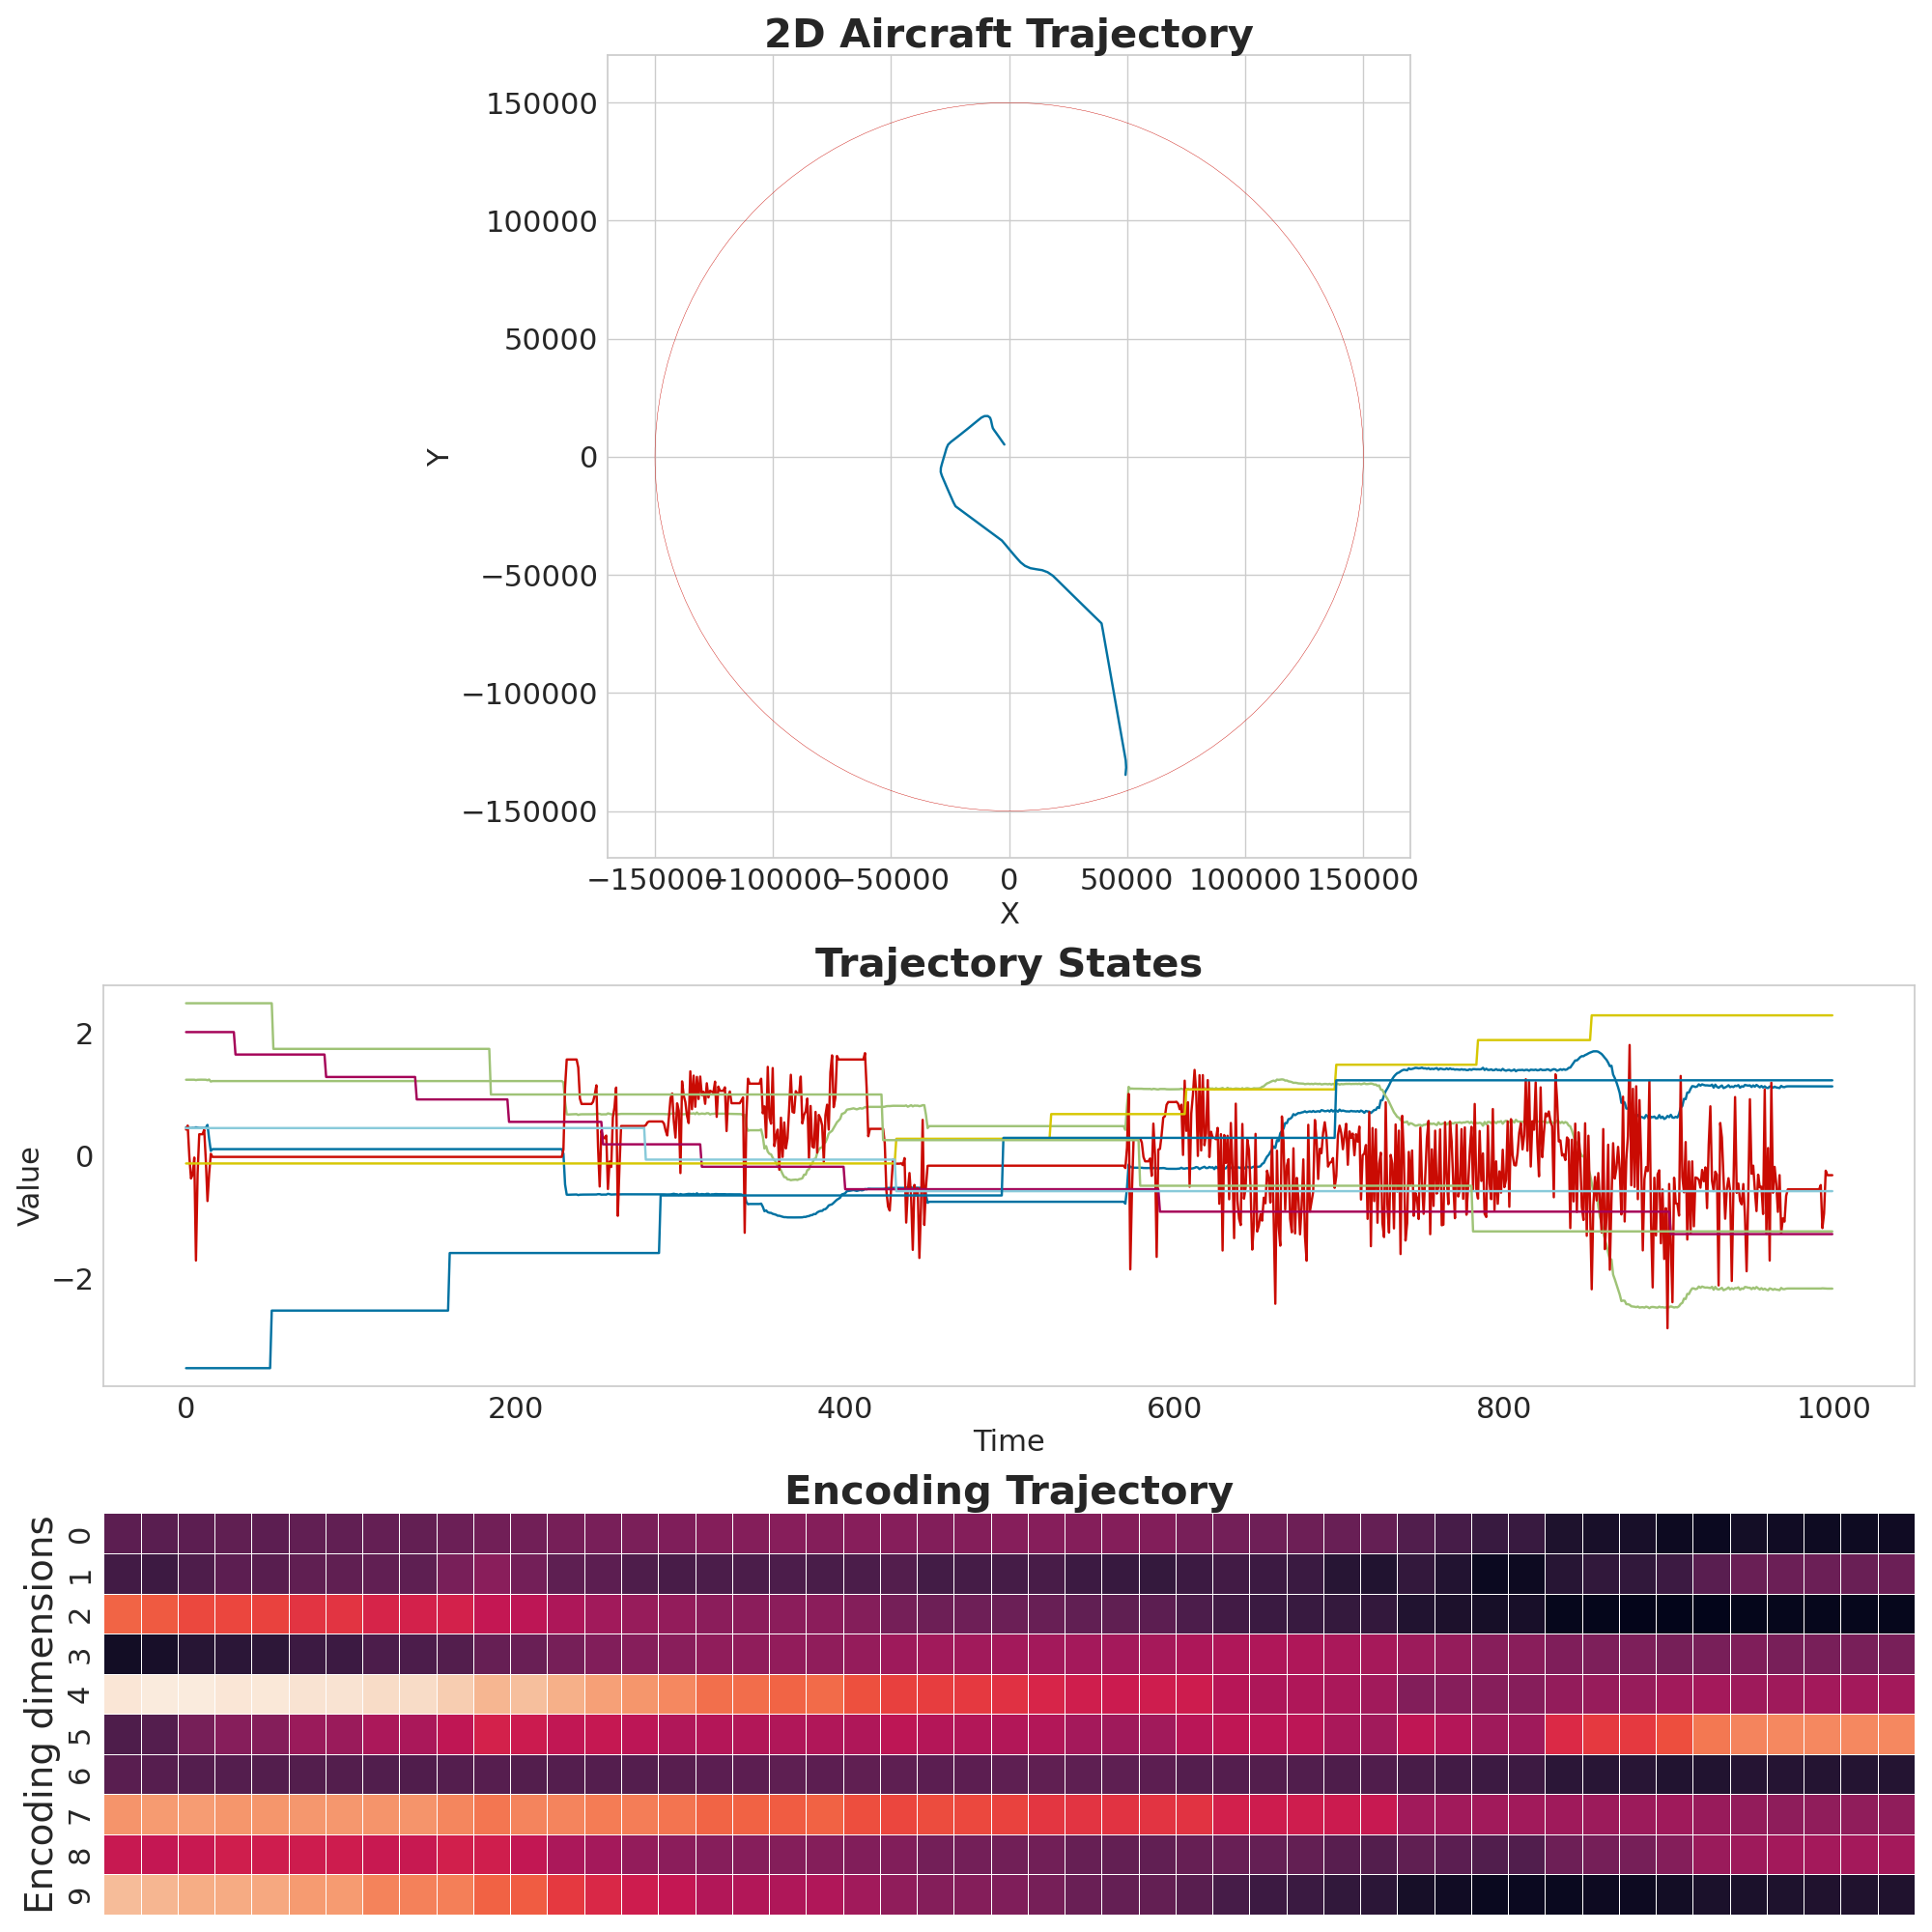 2D Aircraft Trajectory
150000
100000
50000
0
−50000
−100000
−150000
Y
−150000 −100000 −50000 0 50000 100000 150000
X
Trajectory States
2
0
−2
Value
0 200 400 600 800 1000
Time
Encoding Trajectory
Encoding dimensions
0
1
2
3
4
5
6
7
8
9